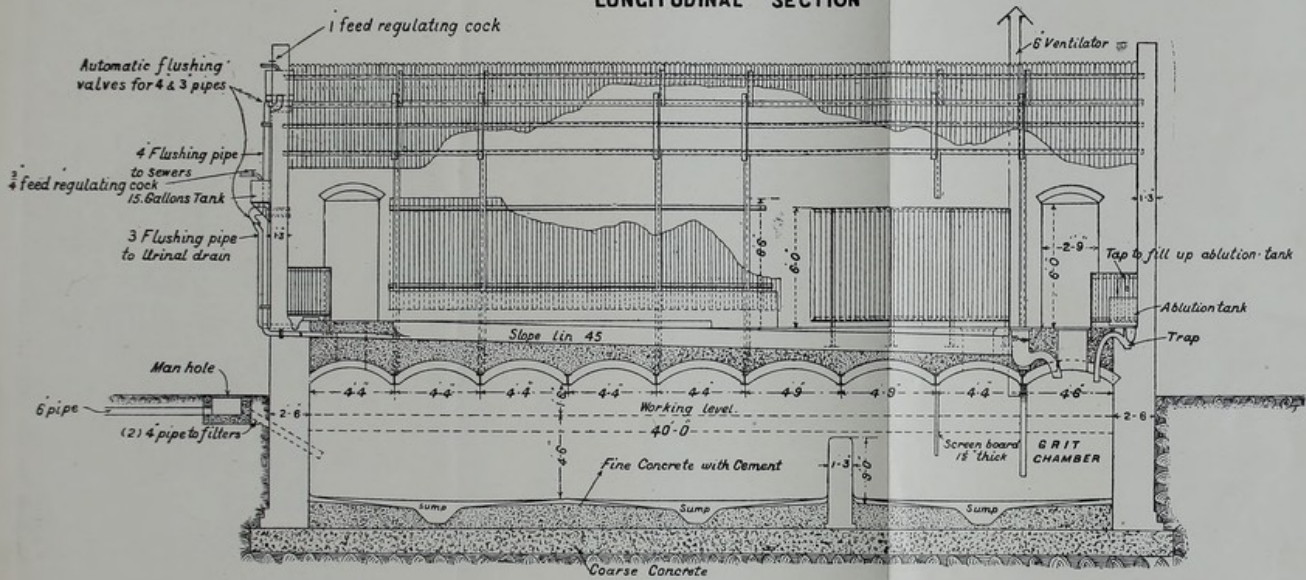 LONGITUDINAL SECTION
1" feed regulating cock
6" Ventilator
Automatic flushing
valves for 4" & 3" pipes
4" Flushing pipe
to sewers
3/4" feed regulating cock
15. Gallons Tank
3" Flushing pipe
to Urinal drain
1'-3"
1'-3"
6'-6"
6'-0"
6'-0"
2'-9"
Tap to fill up ablution-tank
Ablution tank
Trap
Slope 1 in 45
Man hole
6" pipe
(2) 4" pipe to filters
4'-4"
4'-4"
4'-4"
4'-4"
4'-4"
4'-9"
4'-9"
4'-6"
2'-6"
Working level.
2'-6"
40'-0"
4'-6"
Fine Concrete with Cement
1'-3"
Screen board
thick
GRIT
CHAMBER
Sump
Sump
Sump
Coarse Concrete